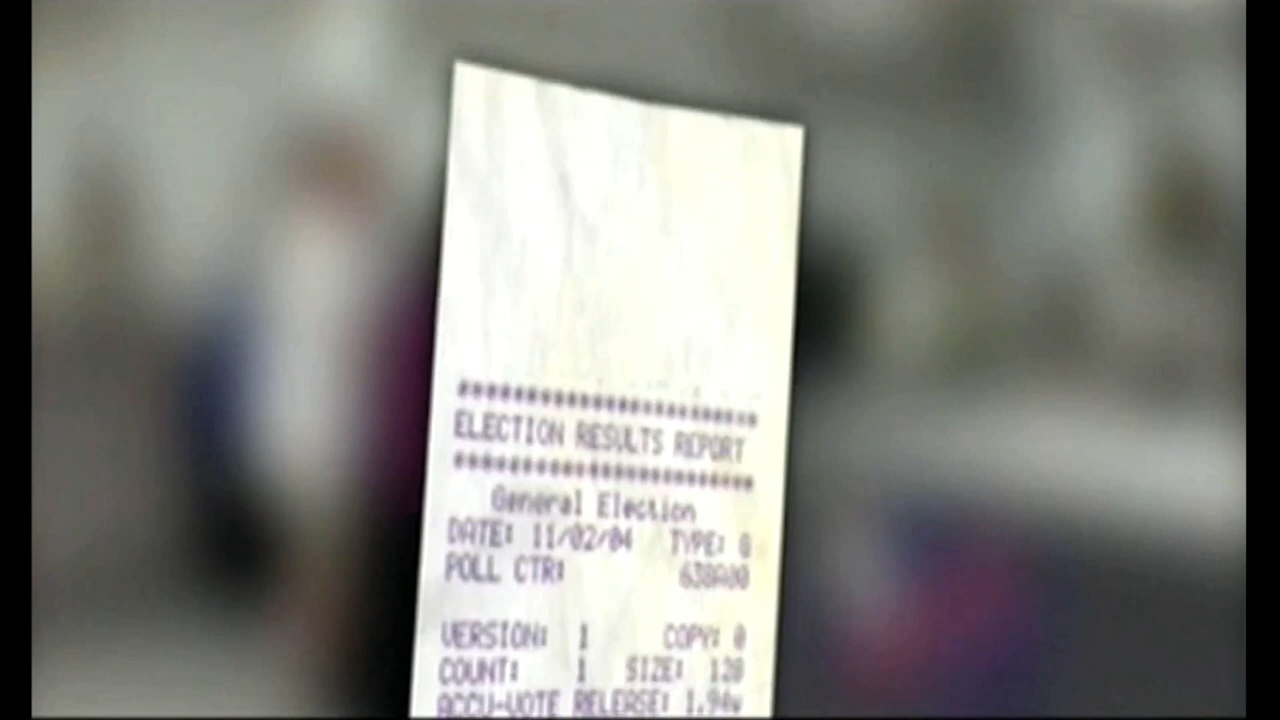 ************************
ELECTION RESULTS REPORT
************************
General Election
DATE: 11/02/04 TYPE: 0
POLL CTR: 638A00
VERSION: 1 COPY: 0
COUNT: 1 SIZE: 128
ACCU-VOTE RELEASE: 1.94w